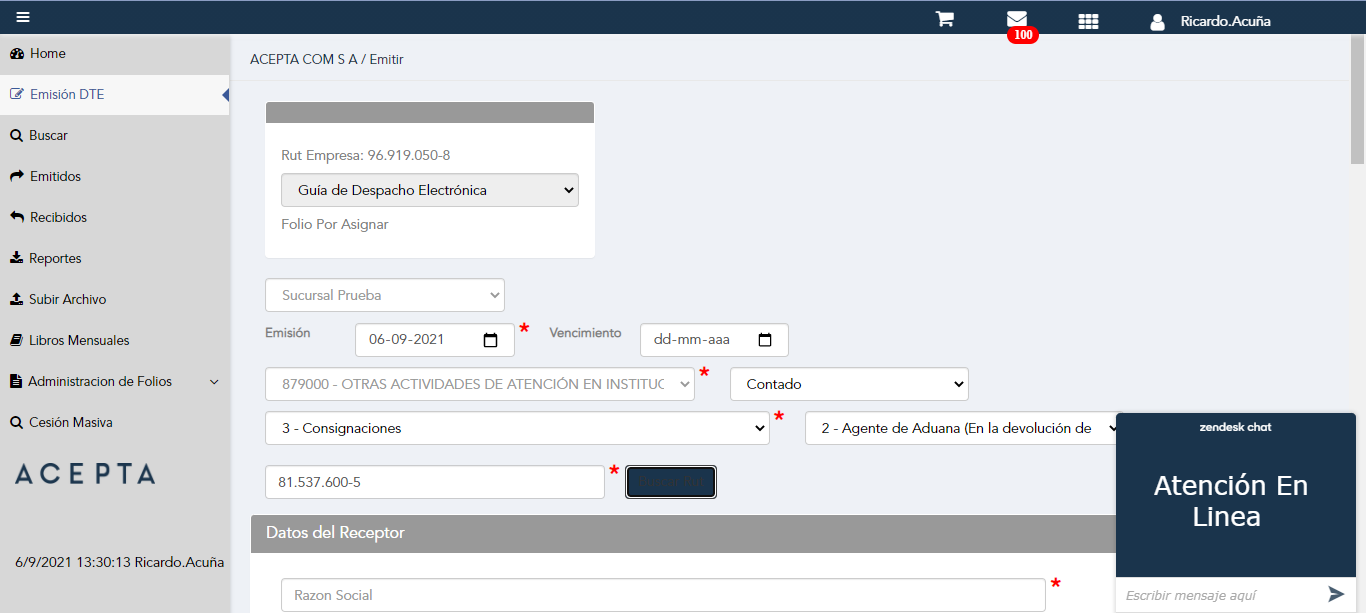 Ricardo.Acuña
100
Home
ACEPTA COM S A / Emitir
Emisión DTE
Buscar
Emitidos
Recibidos
Reportes
Subir Archivo
Libros Mensuales
Administracion de Folios
Cesión Masiva
ACEPTA
6/9/2021 13:30:13 Ricardo.Acuña
Rut Empresa: 96.919.050-8
Guía de Despacho Electrónica
Folio Por Asignar
Sucursal Prueba
Emisión 06-09-2021 * Vencimiento dd-mm-aaa
879000 - OTRAS ACTIVIDADES DE ATENCIÓN EN INSTITUC * Contado
3 - Consignaciones * 2 - Agente de Aduana (En la devolución de
81.537.600-5 *
Datos del Receptor
Razon Social *
zendesk chat
Atención En
Linea
Escribir mensaje aquí